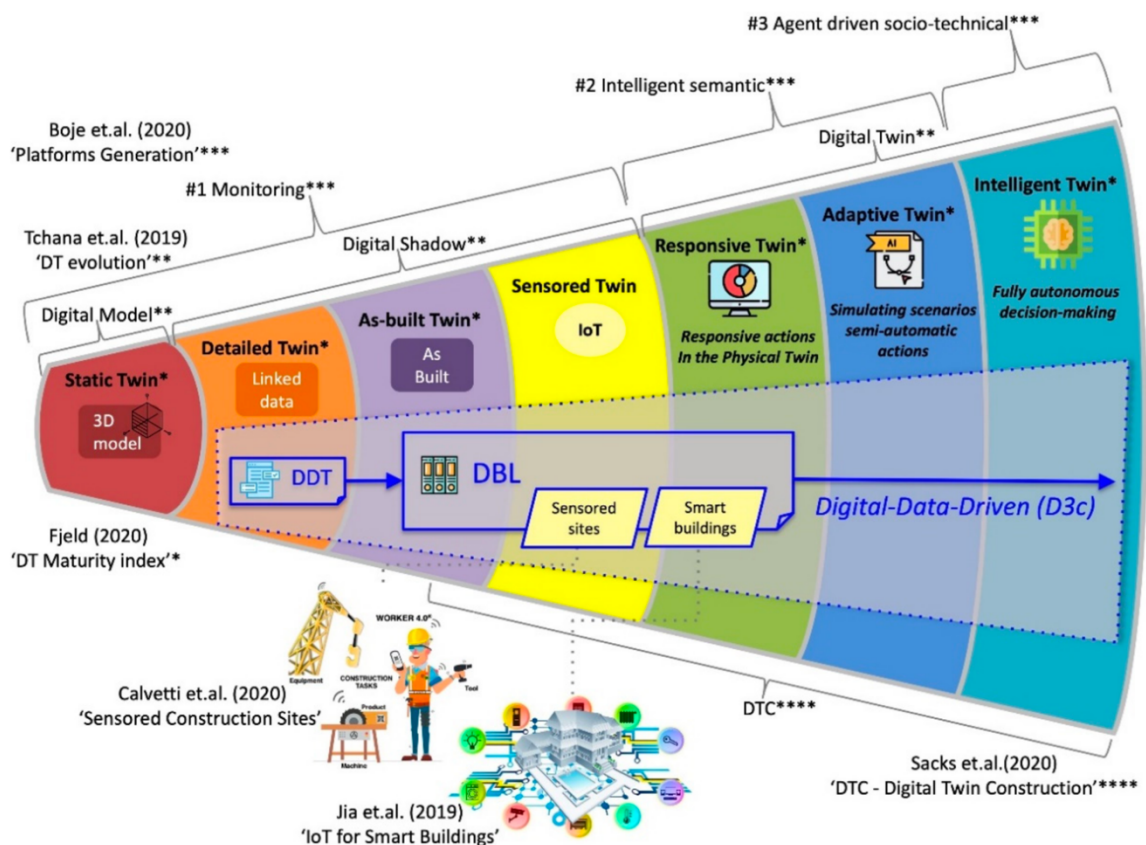 #3 Agent driven socio-technical***
#2 Intelligent semantic***
Boje et.al. (2020)
‘Platforms Generation’***
Digital Twin**
#1 Monitoring***
Tchana et.al. (2019)
‘DT evolution’**
Digital Shadow**
Digital Model**
Static Twin*
3D
model
Detailed Twin*
Linked
data
As-built Twin*
As
Built
Sensored Twin
IoT
Responsive Twin*
Responsive actions
In the Physical Twin
Adaptive Twin*
AI
Simulating scenarios
semi-automatic
actions
Intelligent Twin*
Fully autonomous
decision-making
DDT
DBL
Sensored
sites
Smart
buildings
Digital-Data-Driven (D3c)
Fjeld (2020)
‘DT Maturity index’*
WORKER 4.0®
Equipment
CONSTRUCTION
TASKS
Tool
Product
Machine
Calvetti et.al. (2020)
‘Sensored Construction Sites’
DTC****
Jia et.al. (2019)
‘IoT for Smart Buildings’
Sacks et.al.(2020)
‘DTC - Digital Twin Construction’****